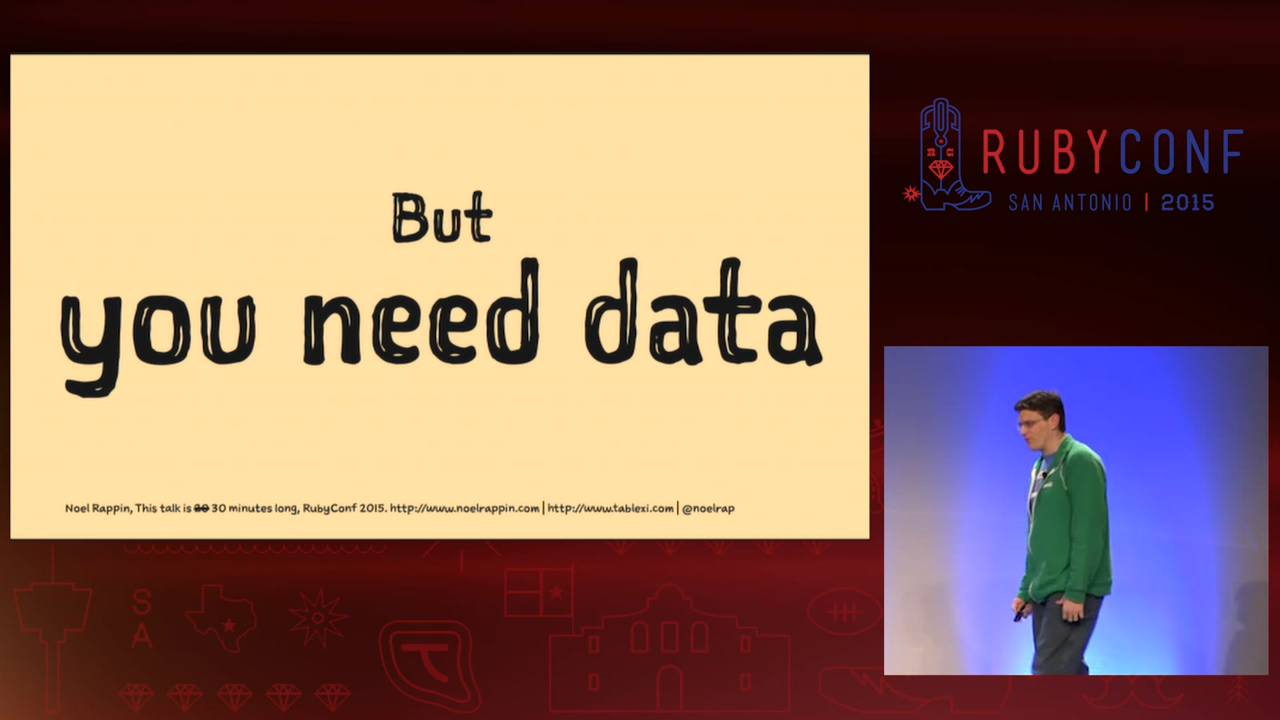 But
you need data
Noel Rappin, This talk is 20 30 minutes long, RubyConf 2015. http://www.noelrappin.com | http://www.tablexi.com | @noelrap
RUBYCONF
SAN ANTONIO | 2015
S
A